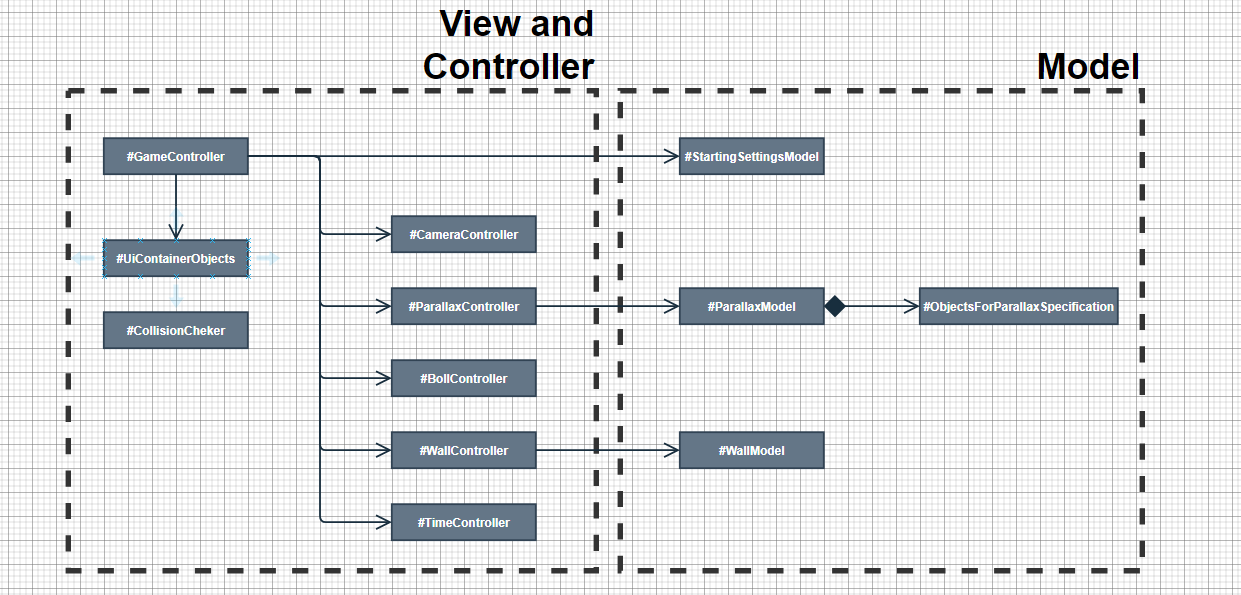 View and
Controller
Model
#GameController
#StartingSettingsModel
#CameraController
#UiContainerObjects
#ParallaxController
#ParallaxModel
#ObjectsForParallaxSpecification
#CollisionCheker
#BollController
#WallController
#WallModel
#TimeController